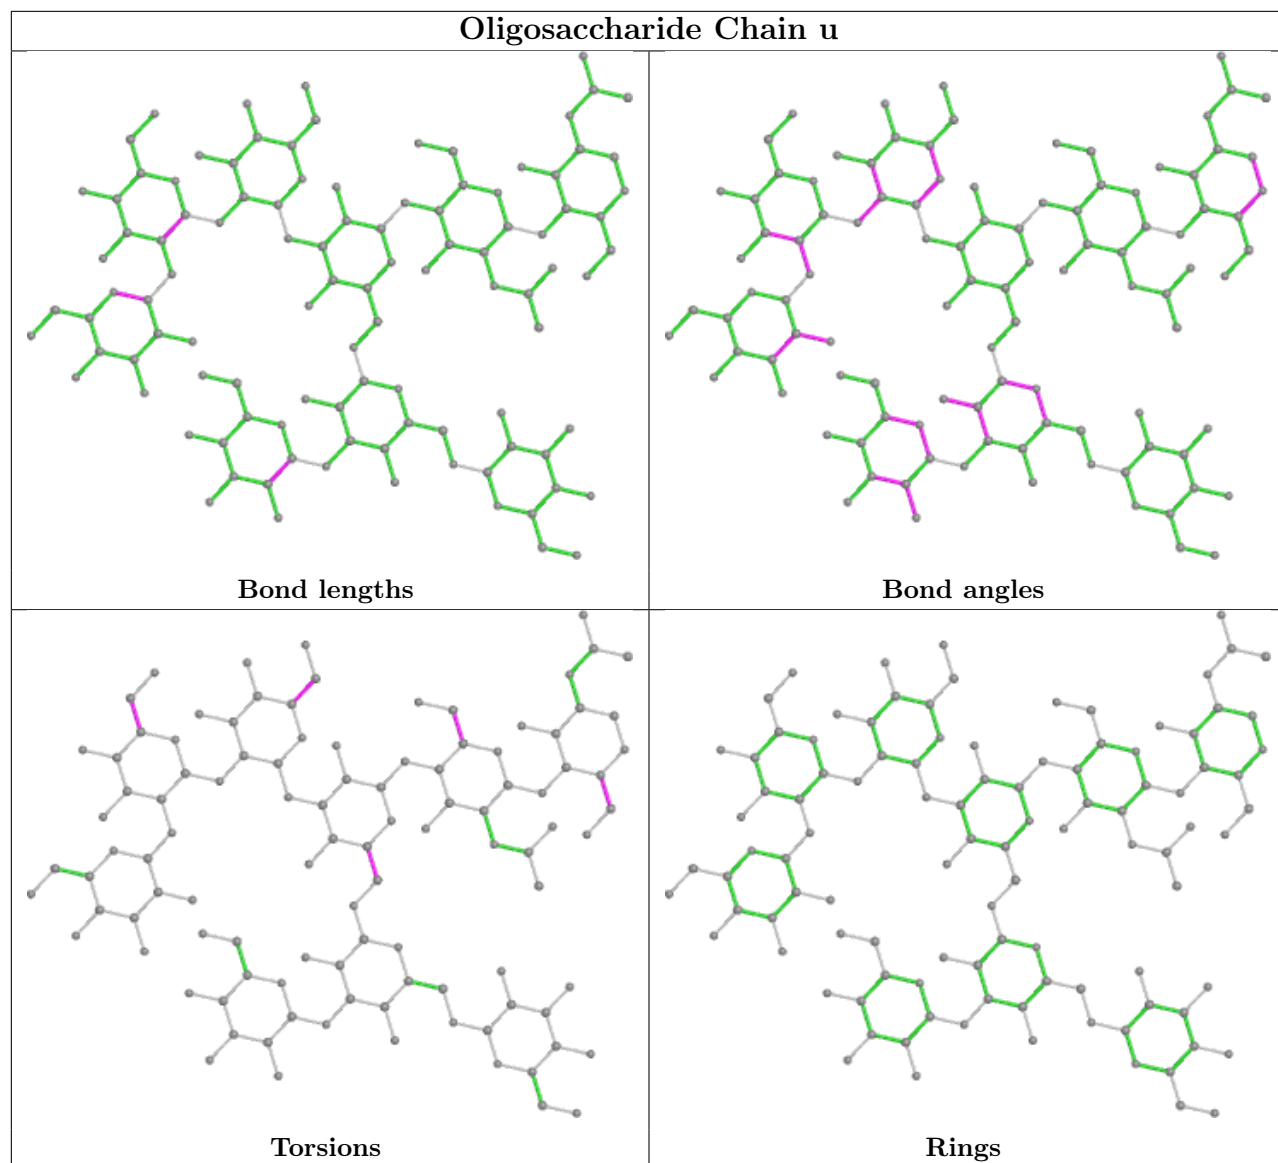 Oligosaccharide Chain u
Bond lengths
Bond angles
Torsions
Rings